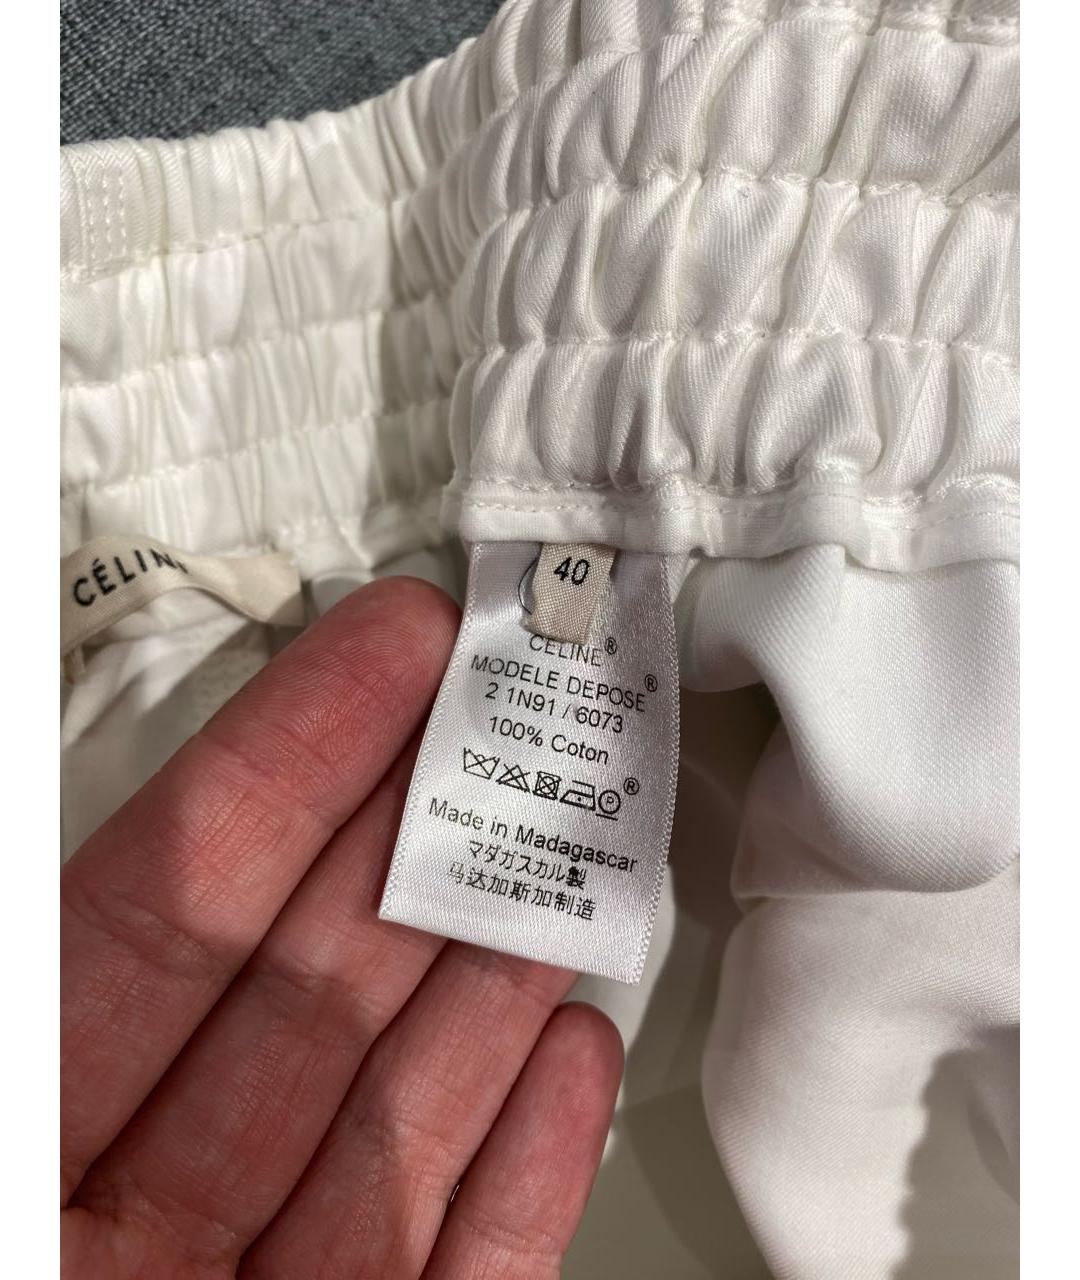 CÉLIN
40
CELINE®
MODELE DEPOSE®
2 1N91 / 6073
100% Coton
P ®
Made in Madagascar
マダガスカル製
马达加斯加制造